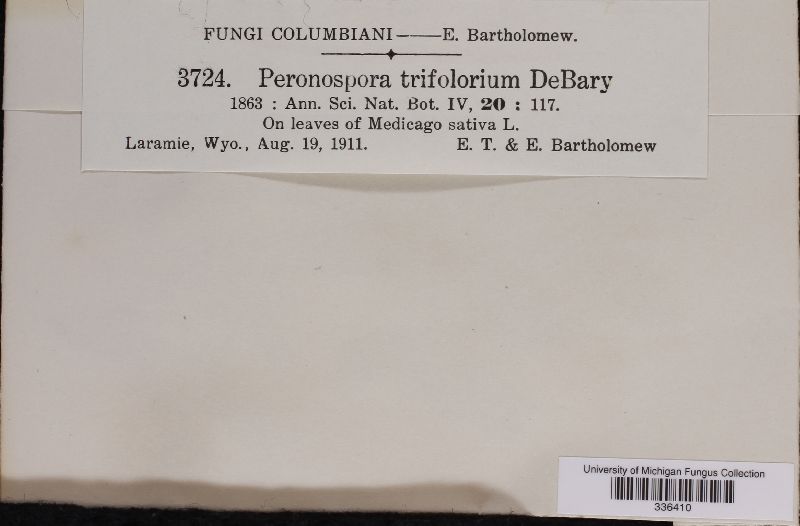 FUNGI COLUMBIANI——E. Bartholomew.
3724. Peronospora trifolorium DeBary
1863 : Ann. Sci. Nat. Bot. IV, 20 : 117.
On leaves of Medicago sativa L.
Laramie, Wyo., Aug. 19, 1911. E. T. & E. Bartholomew
University of Michigan Fungus Collection
336410